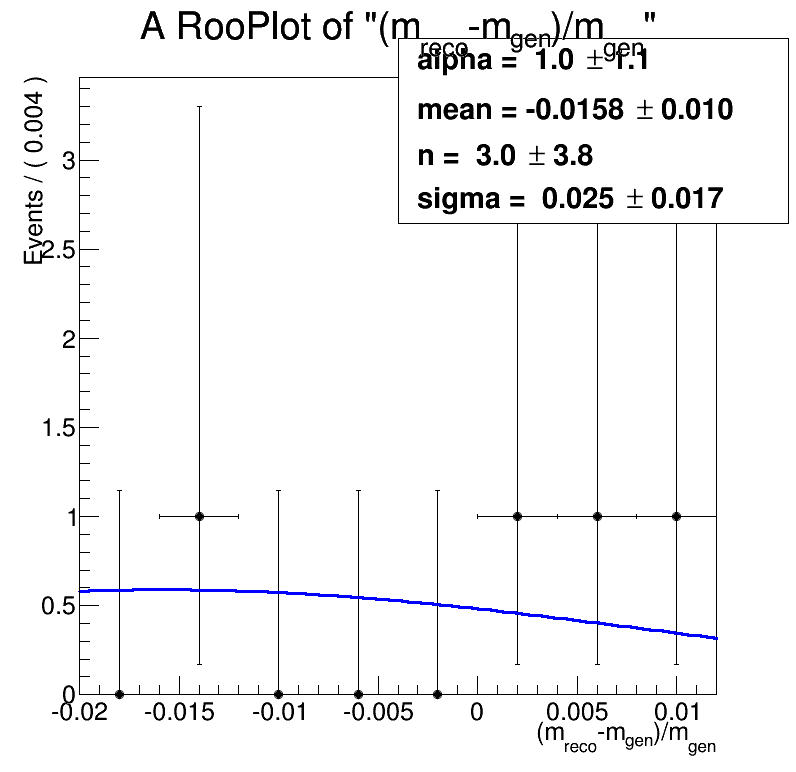 A RooPlot of "(m_reco-m_gen)/m_gen"
alpha = 1.0 ± 1.1
mean = -0.0158 ± 0.010
n = 3.0 ± 3.8
sigma = 0.025 ± 0.017
Events / ( 0.004 )
3
2.5
2
1.5
1
0.5
0
-0.02 -0.015 -0.01 -0.005 0 0.005 0.01
(m_reco-m_gen)/m_gen